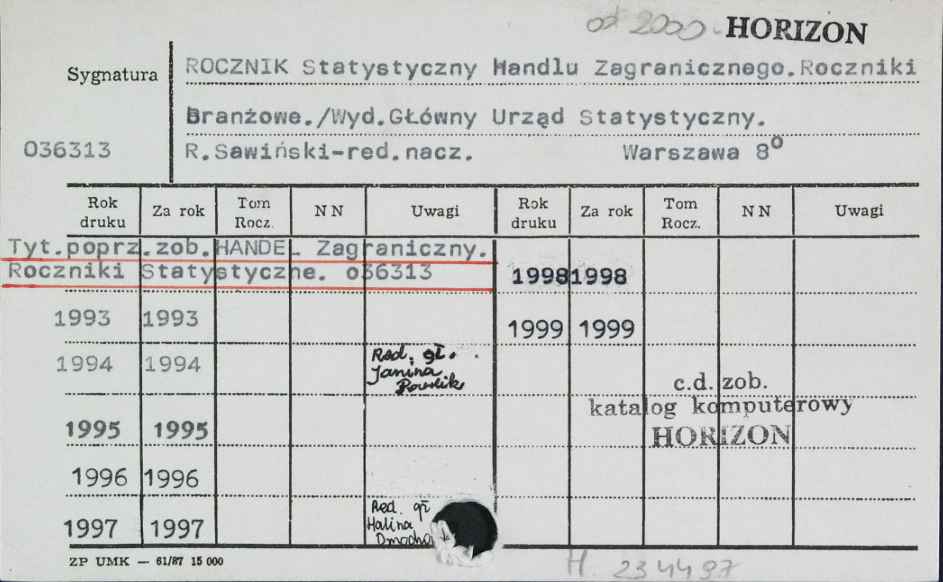 od 2000 - HORIZON
Sygnatura
ROCZNIK Statystyczny Handlu Zagranicznego.Roczniki
Branżowe./Wyd.Główny Urząd Statystyczny.
036313
R.Sawiński-red.nacz. Warszawa 8⁰
Rok druku Za rok Tom Rocz. NN Uwagi Rok druku Za rok Tom Rocz. NN Uwagi
Tyt.poprz.zob.HANDEL Zagraniczny.
Roczniki Statystyczne. o36313
1998 1998
1993 1993
1999 1999
1994 1994
Red. gł.
Janina
Pawlik
c.d. zob.
katalog komputerowy
HORIZON
1995 1995
1996 1996
1997 1997
Red. gł
Halina
ZP UMK — 61/87 15 000
H. 234497